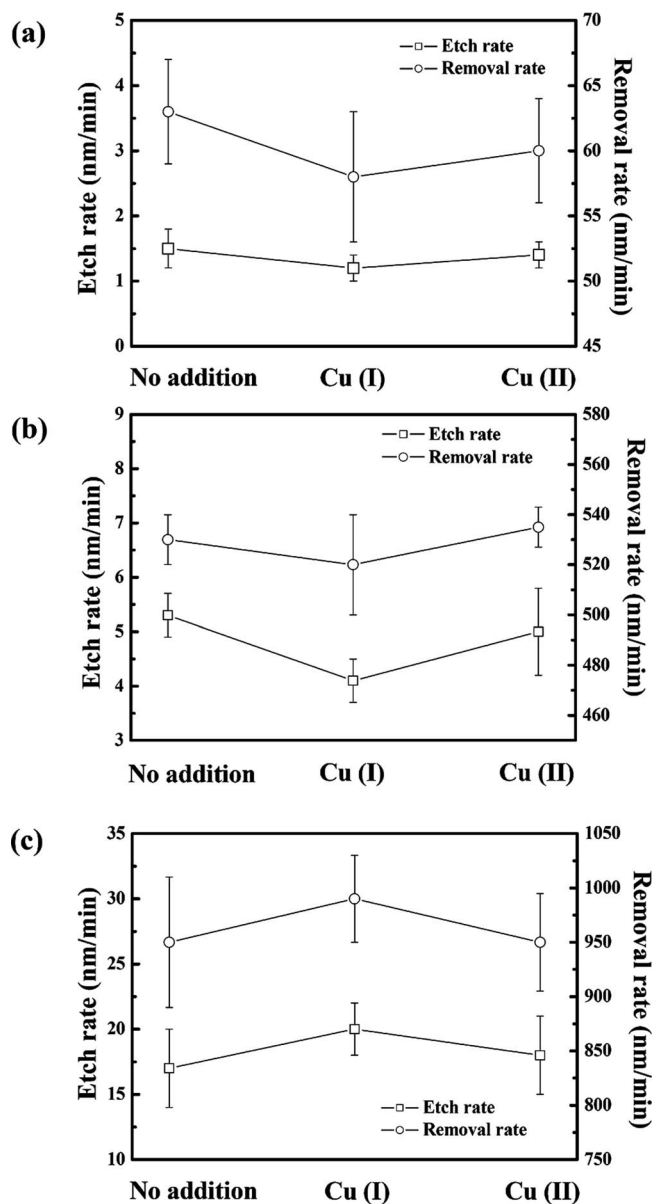 (a)
Etch rate (nm/min)
5
4
3
2
1
0
Etch rate
Removal rate
70
65
60
55
50
45
Removal rate (nm/min)
No addition Cu (I) Cu (II)
(b)
Etch rate (nm/min)
9
8
7
6
5
4
3
Etch rate
Removal rate
580
560
540
520
500
480
460
Removal rate (nm/min)
No addition Cu (I) Cu (II)
(c)
Etch rate (nm/min)
35
30
25
20
15
10
Etch rate
Removal rate
1050
1000
950
900
850
800
750
Removal rate (nm/min)
No addition Cu (I) Cu (II)